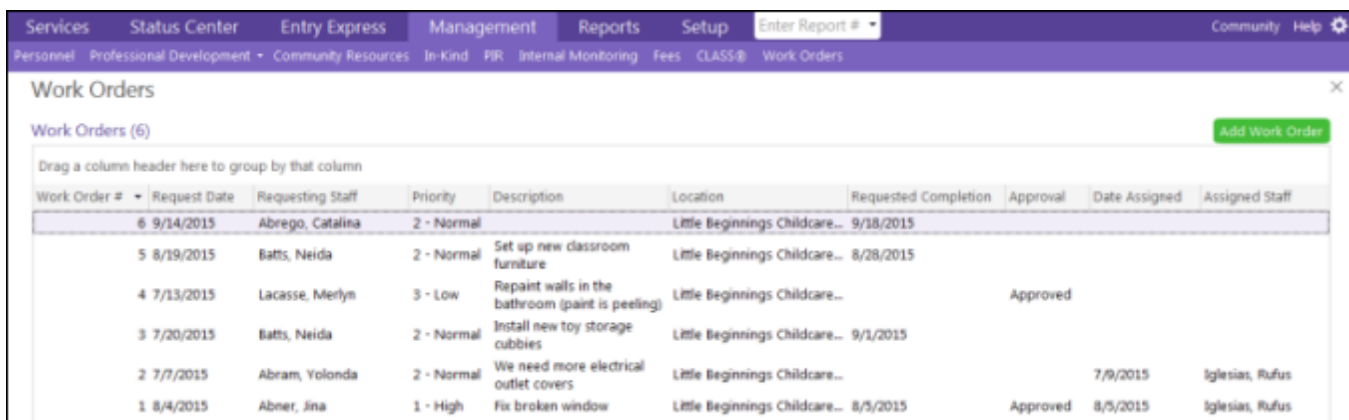 Services Status Center Entry Express Management Reports Setup Enter Report # Community Help
Personnel Professional Development Community Resources In-Kind PIR Internal Monitoring Fees CLASS® Work Orders
Work Orders
Work Orders (6)
Add Work Order
Drag a column header here to group by that column
Work Order # Request Date Requesting Staff Priority Description Location Requested Completion Approval Date Assigned Assigned Staff
6 9/14/2015 Abrego, Catalina 2 - Normal Little Beginnings Childcare... 9/18/2015
5 8/19/2015 Batts, Neida 2 - Normal Set up new classroom furniture Little Beginnings Childcare... 8/28/2015
4 7/13/2015 Lacasse, Merlyn 3 - Low Repaint walls in the bathroom (paint is peeling) Little Beginnings Childcare... Approved
3 7/20/2015 Batts, Neida 2 - Normal Install new toy storage cubbies Little Beginnings Childcare... 9/1/2015
2 7/7/2015 Abram, Yolonda 2 - Normal We need more electrical outlet covers Little Beginnings Childcare... 7/9/2015 Iglesias, Rufus
1 8/4/2015 Abner, Jina 1 - High Fix broken window Little Beginnings Childcare... 8/5/2015 Approved 8/5/2015 Iglesias, Rufus